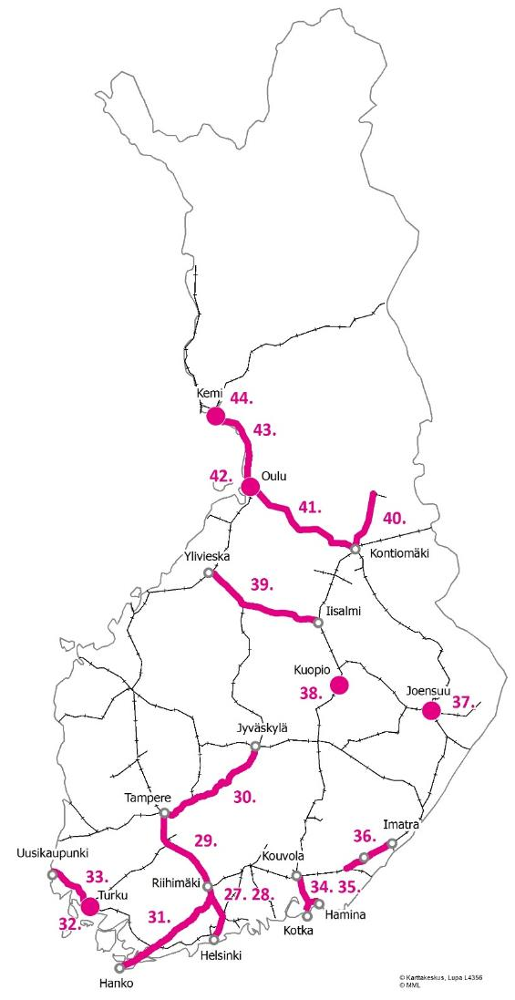 Kemi
44.
43.
42.
Oulu
41.
40.
Kontiomäki
Ylivieska
39.
Iisalmi
Kuopio
38.
Joensuu
37.
Jyväskylä
30.
Tampere
29.
Imatra
36.
Uusikaupunki
33.
Turku
32.
Riihimäki
27. 28.
Kouvola
34. 35.
Hamina
Kotka
31.
Helsinki
Hanko
© Karttakeskus, Lupa L4356
© MML